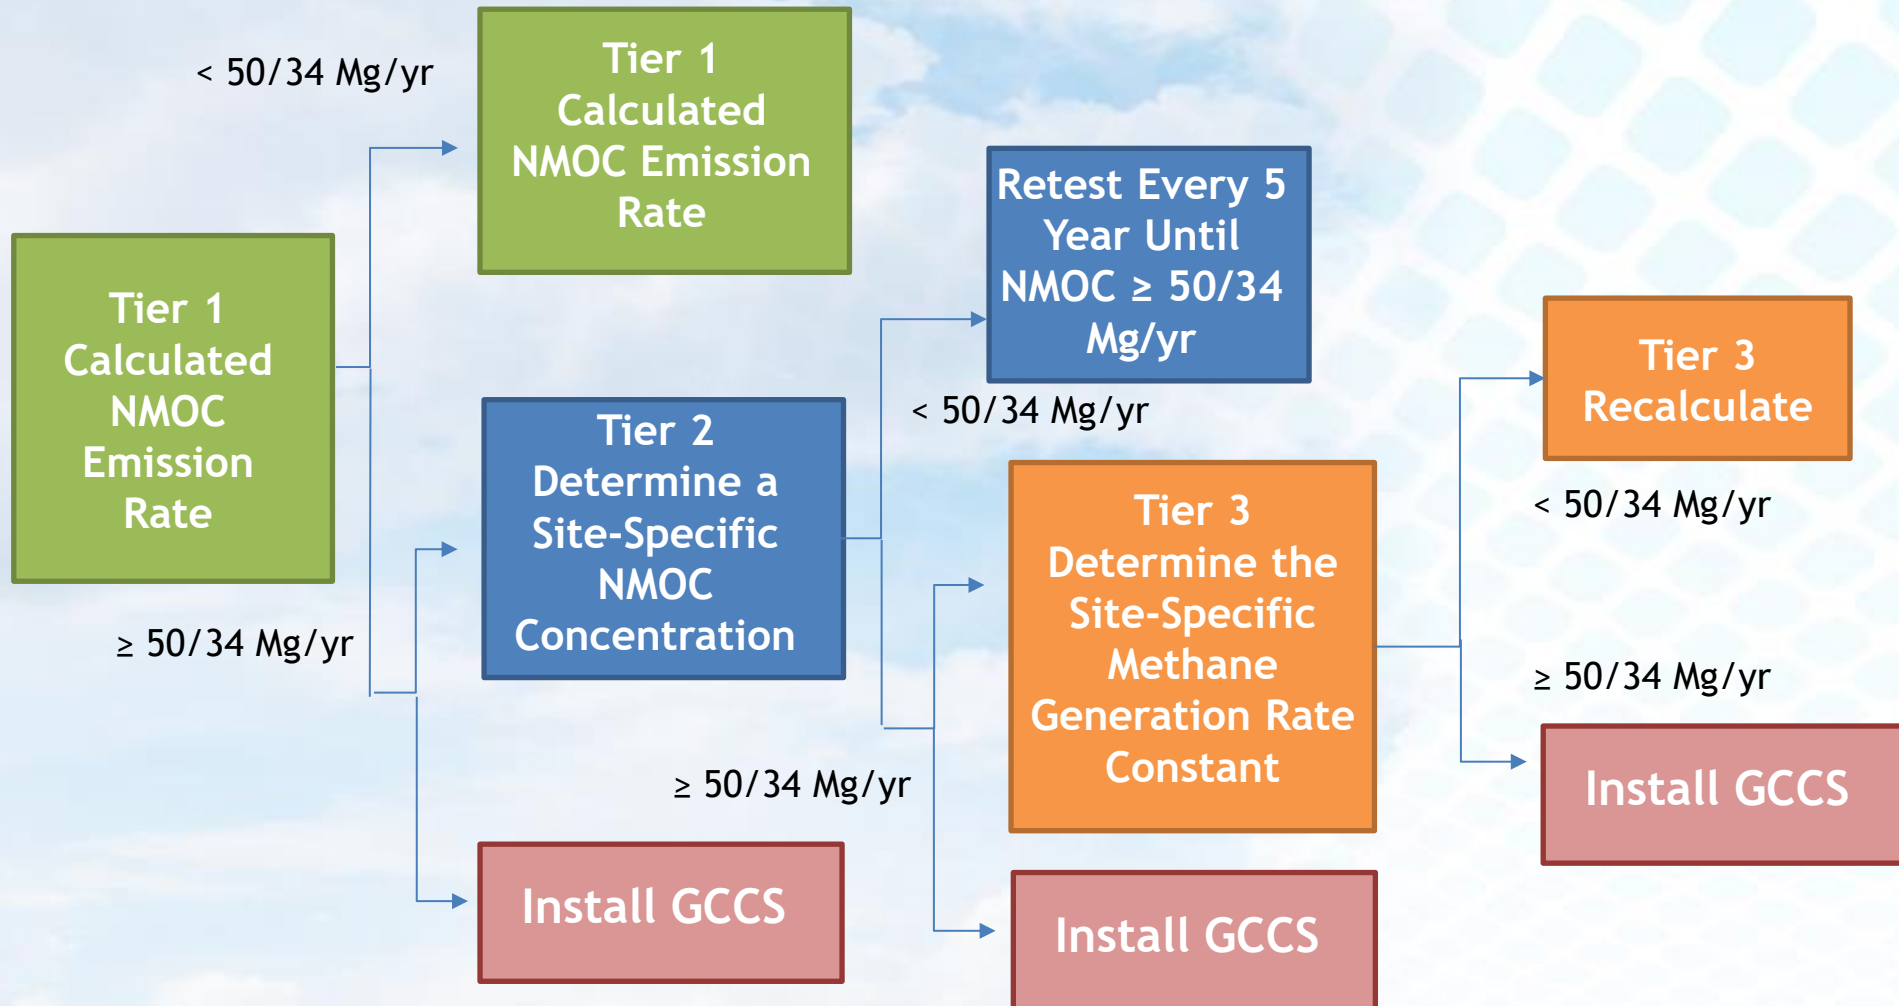 < 50/34 Mg/yr
Tier 1
Calculated
NMOC Emission
Rate
Tier 1
Calculated
NMOC
Emission
Rate
≥ 50/34 Mg/yr
Tier 2
Determine a
Site-Specific
NMOC
Concentration
Install GCCS
Retest Every 5
Year Until
NMOC ≥ 50/34
Mg/yr
< 50/34 Mg/yr
≥ 50/34 Mg/yr
Tier 3
Determine the
Site-Specific
Methane
Generation Rate
Constant
Install GCCS
Tier 3
Recalculate
< 50/34 Mg/yr
≥ 50/34 Mg/yr
Install GCCS